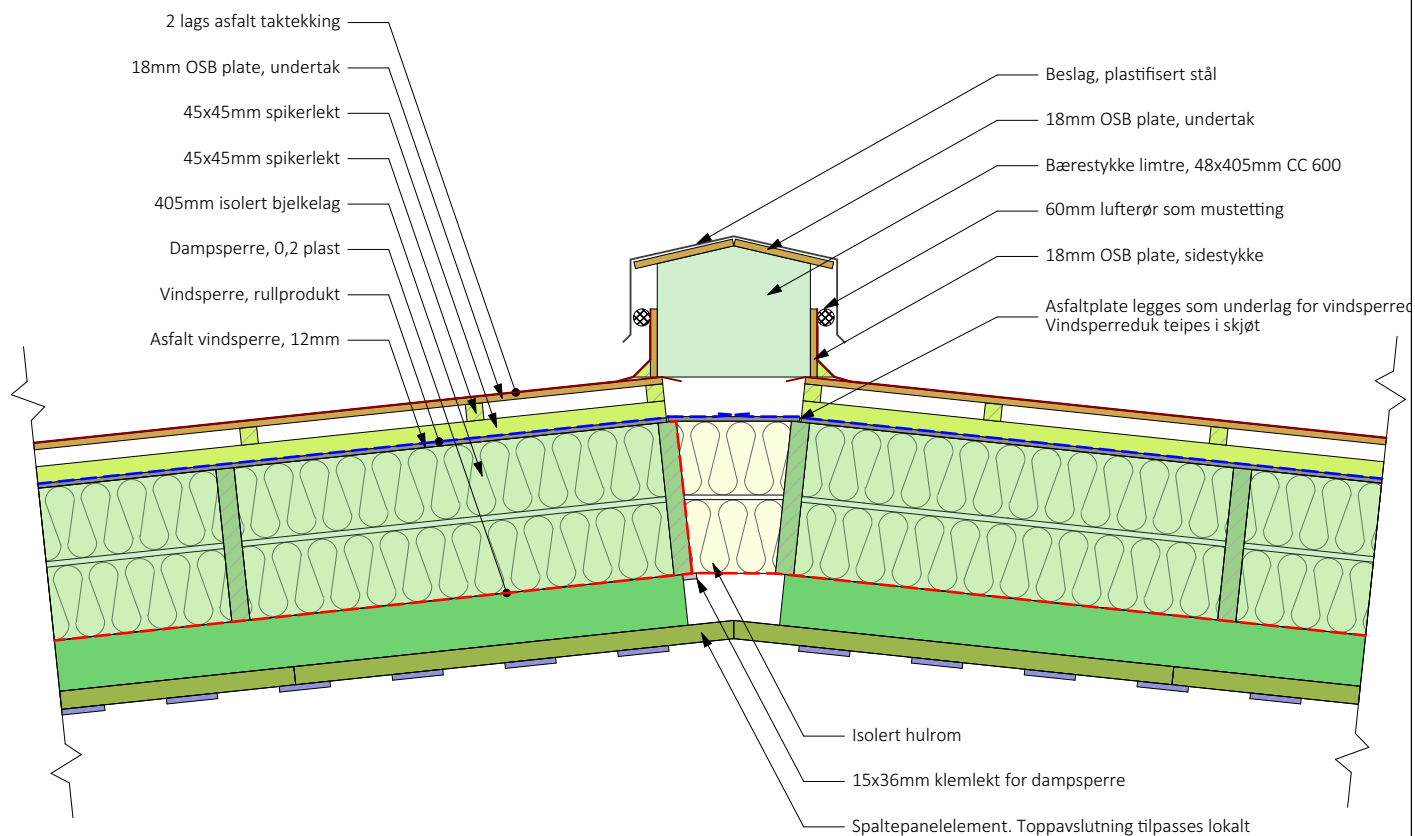 2 lags asfalt taktekking
18mm OSB plate, undertak
45x45mm spikerlekt
45x45mm spikerlekt
405mm isolert bjelkelag
Dampsperre, 0,2 plast
Vindsperre, rullprodukt
Asfalt vindsperre, 12mm
Beslag, plastifisert stål
18mm OSB plate, undertak
Bærestykke limtre, 48x405mm CC 600
60mm lufterør som mustetting
18mm OSB plate, sidestykke
Asfaltplate legges som underlag for
Vindsperreduk teipes i skjøt
Isolert hulrom
15x36mm klemlekt for dampsperre
Spaltepanelelement. Toppavslutning tilpasses lokalt